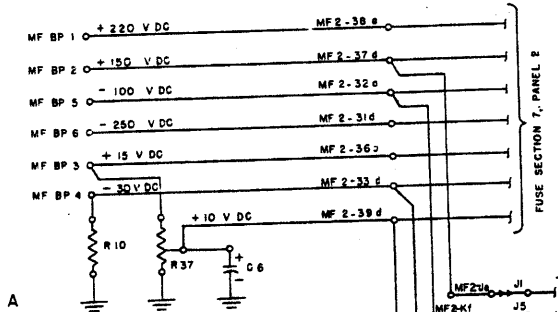 MF BP 1 + 220 V DC MF 2-38 a
MF BP 2 + 150 V DC MF 2-37 d
MF BP 5 - 100 V DC MF 2-32 a
MF BP 6 - 250 V DC MF 2-31 d
MF BP 3 + 15 V DC MF 2-36
MF BP 4 - 30 V DC MF 2-33 d
+ 10 V DC MF 2-39 d
FUSE SECTION 7, PANEL 2
R 10
R 37
+
C 6
-
A
J1
J5
MF2-Kf